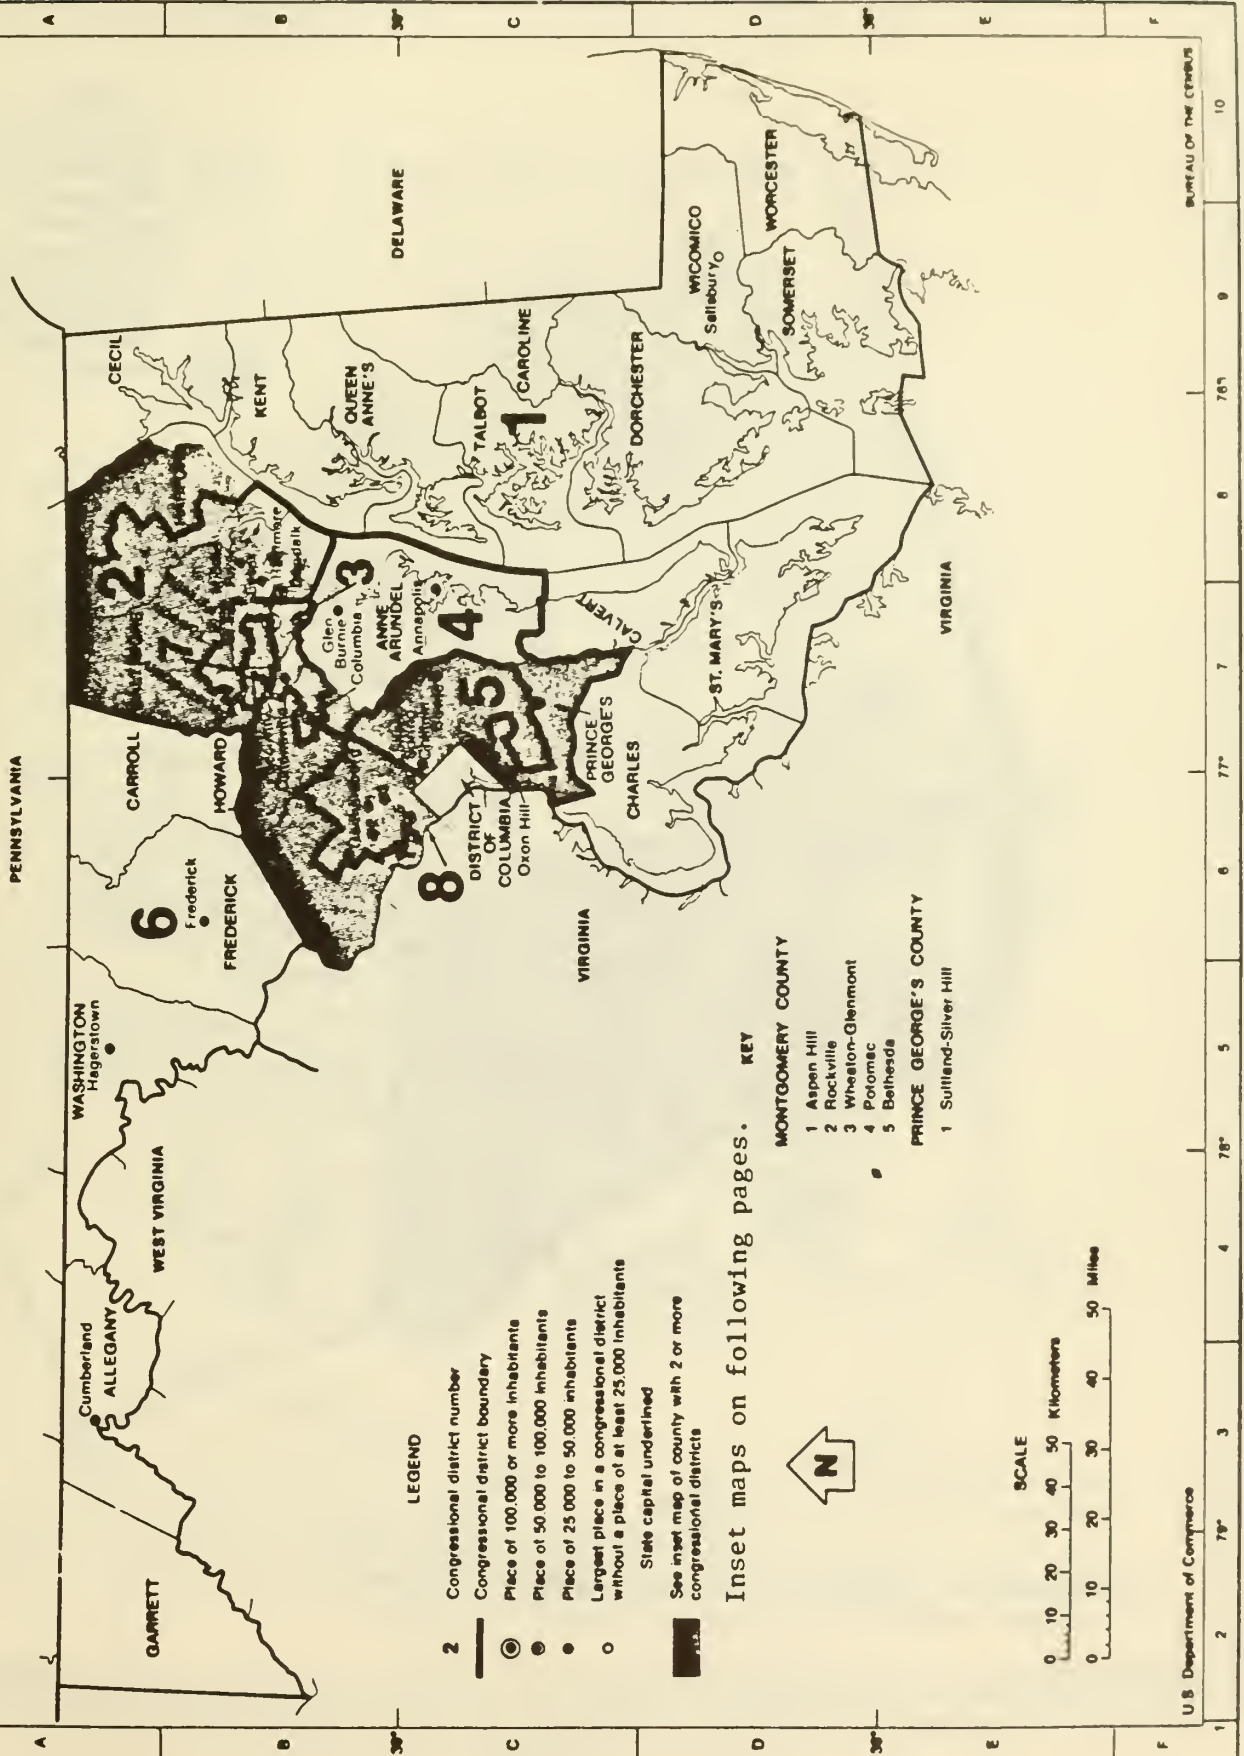 PENNSYLVANIA
GARRETT
Cumberland
ALLEGANY
WEST VIRGINIA
WASHINGTON
Hagerstown
6
Frederick
FREDERICK
CARROLL
HOWARD
2
7
CECIL
KENT
QUEEN
ANNE'S
DELAWARE
3
Glen
Burnie
Columbia
ANNE
ARUNDEL
Annapolis
4
5
8
DISTRICT
OF
COLUMBIA
Oxon Hill
PRINCE
GEORGE'S
CHARLES
CALVERT
ST. MARY'S
TALBOT
CAROLINE
1
DORCHESTER
WICOMICO
Salisbury
WORCESTER
SOMERSET
VIRGINIA
VIRGINIA
LEGEND
2 Congressional district number
Congressional district boundary
Place of 100,000 or more inhabitants
Place of 50,000 to 100,000 inhabitants
Place of 25,000 to 50,000 inhabitants
Largest place in a congressional district
without a place of at least 25,000 inhabitants
State capital underlined
See inset map of county with 2 or more
congressional districts
Inset maps on following pages.
KEY
MONTGOMERY COUNTY
1 Aspen Hill
2 Rockville
3 Wheaton-Glenmont
4 Potomac
5 Bethesda
PRINCE GEORGE'S COUNTY
1 Suitland-Silver Hill
N
SCALE
0 10 20 30 40 50 Kilometers
0 10 20 30 40 50 Miles
U.S. Department of Commerce
BUREAU OF THE CENSUS
1 2 3 4 5 6 7 8 9 10
79° 78° 77° 76°
A B 39° C D 38° E F
A B 39° C D 38° E F